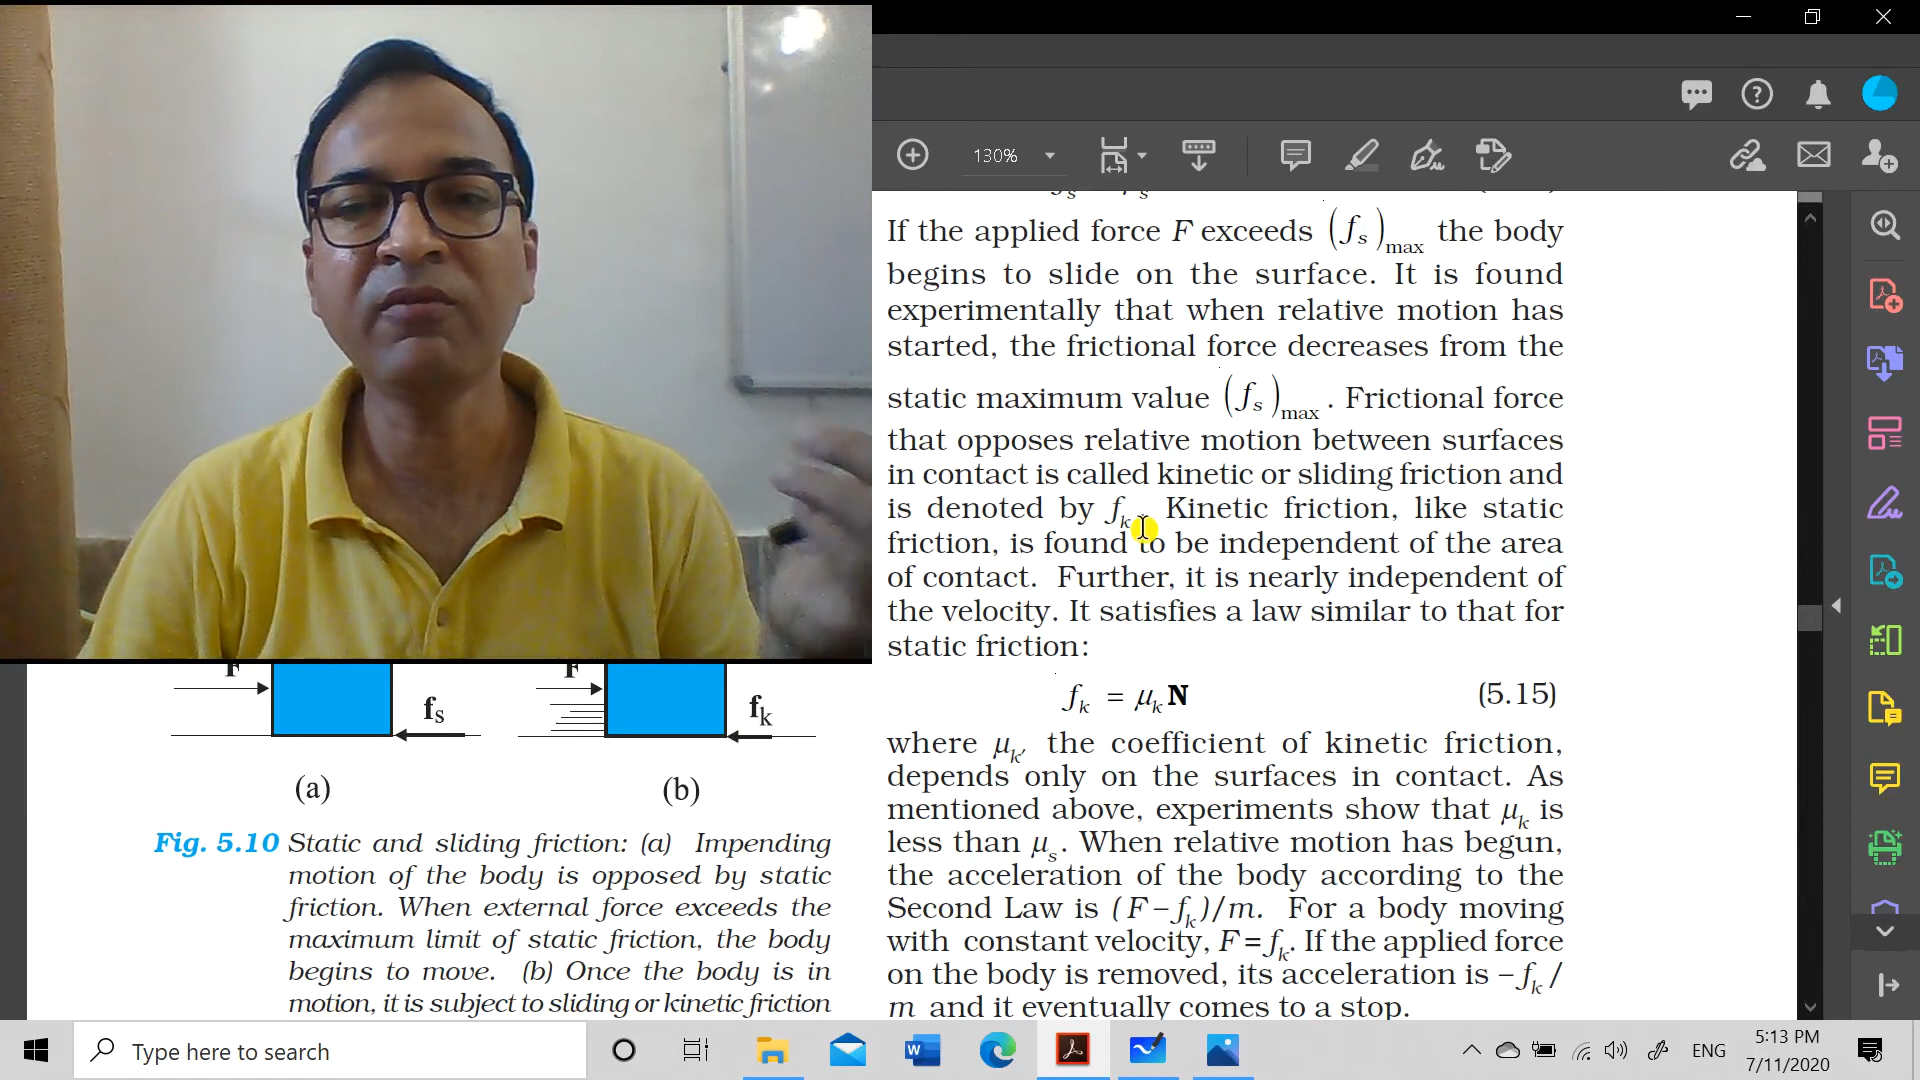 130%
If the applied force F exceeds (fs)max the body
begins to slide on the surface. It is found
experimentally that when relative motion has
started, the frictional force decreases from the
static maximum value (fs)max . Frictional force
that opposes relative motion between surfaces
in contact is called kinetic or sliding friction and
is denoted by fk . Kinetic friction, like static
friction, is found to be independent of the area
of contact. Further, it is nearly independent of
the velocity. It satisfies a law similar to that for
static friction:
fk = μk N (5.15)
where μk, the coefficient of kinetic friction,
depends only on the surfaces in contact. As
mentioned above, experiments show that μk is
less than μs. When relative motion has begun,
the acceleration of the body according to the
Second Law is (F – fk)/m. For a body moving
with constant velocity, F = fk. If the applied force
on the body is removed, its acceleration is – fk /
m and it eventually comes to a stop.
F
fs
F
fk
(a)
(b)
Fig. 5.10 Static and sliding friction: (a) Impending
motion of the body is opposed by static
friction. When external force exceeds the
maximum limit of static friction, the body
begins to move. (b) Once the body is in
motion, it is subject to sliding or kinetic friction
Type here to search
ENG
5:13 PM
7/11/2020